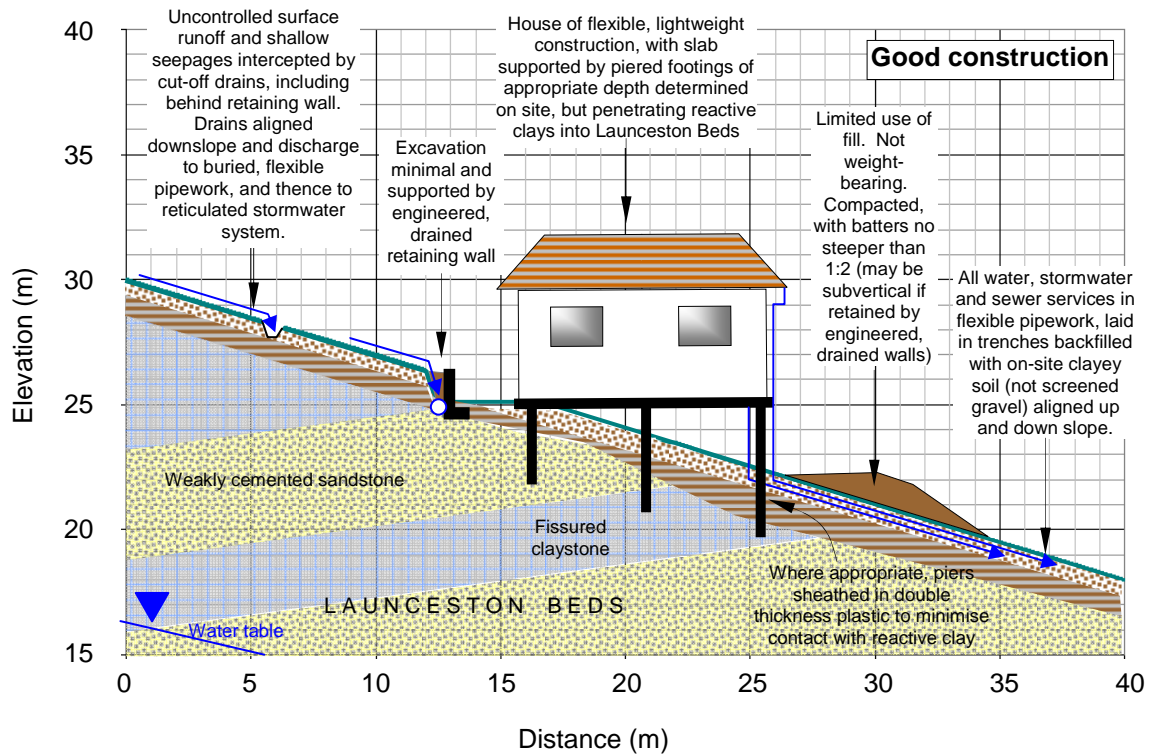 Uncontrolled surface
runoff and shallow
seepages intercepted by
cut-off drains, including
behind retaining wall.
Drains aligned
downslope and discharge
to buried, flexible
pipework, and thence to
reticulated stormwater
system.
Excavation
minimal and
supported by
engineered,
drained
retaining wall
House of flexible, lightweight
construction, with slab
supported by piered footings of
appropriate depth determined
on site, but penetrating reactive
clays into Launceston Beds
Good construction
Limited use of
fill. Not
weight-
bearing.
Compacted,
with batters no
steeper than
1:2 (may be
subvertical if
retained by
engineered,
drained walls)
All water, stormwater
and sewer services in
flexible pipework, laid
in trenches backfilled
with on-site clayey
soil (not screened
gravel) aligned up
and down slope.
Weakly cemented sandstone
Fissured
claystone
LAUNCESTON BEDS
Water table
Where appropriate, piers
sheathed in double
thickness plastic to minimise
contact with reactive clay
Elevation (m)
40
35
30
25
20
15
0 5 10 15 20 25 30 35 40
Distance (m)